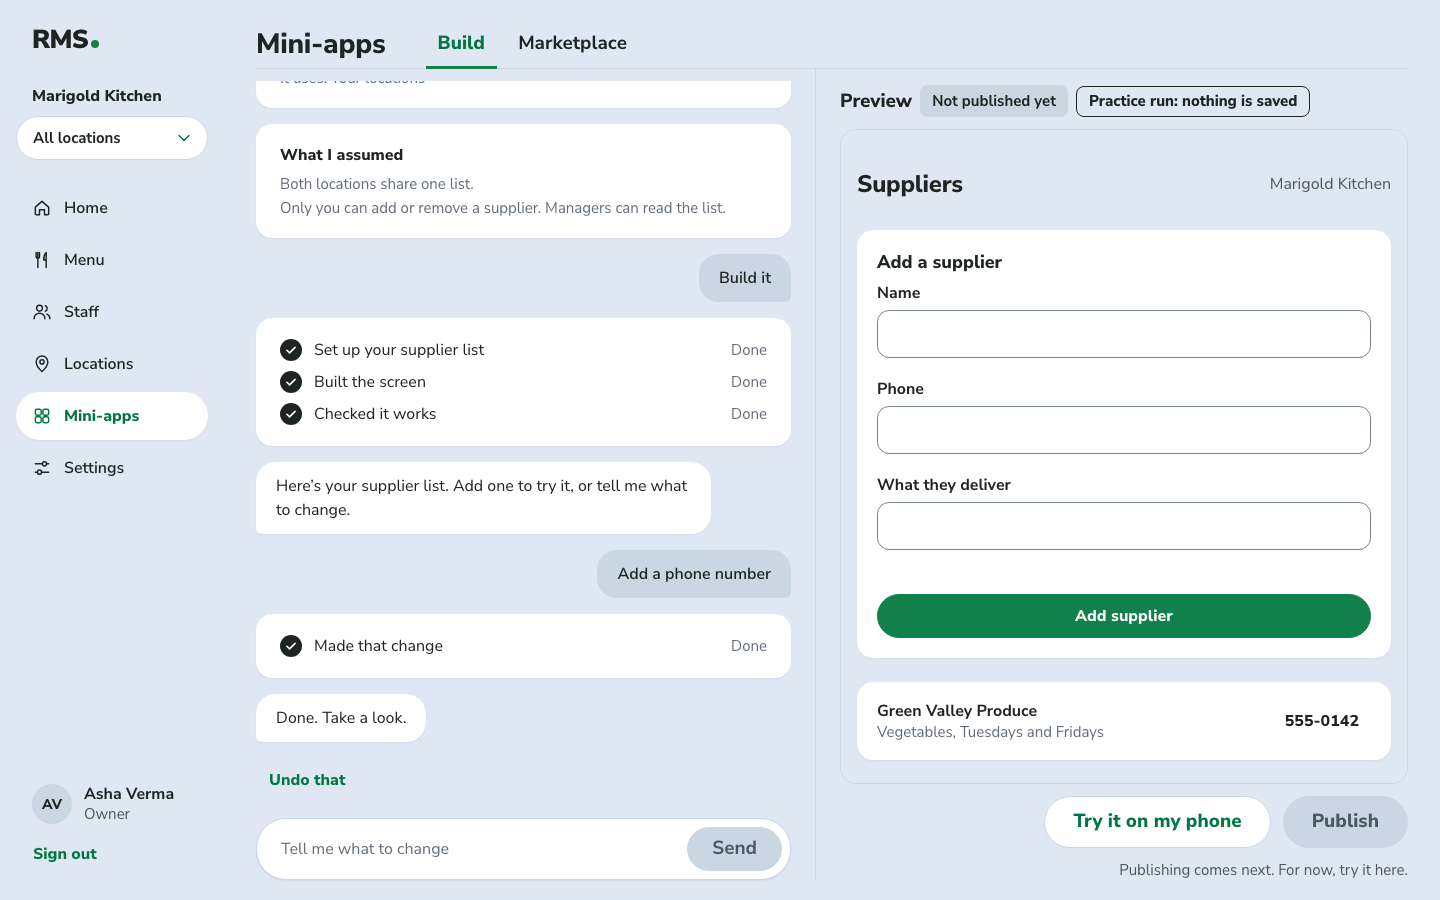 RMS.
Marigold Kitchen
All locations
Home
Menu
Staff
Locations
Mini-apps
Settings
AV
Asha Verma
Owner
Sign out
Mini-apps
Build
Marketplace
What I assumed
Both locations share one list.
Only you can add or remove a supplier. Managers can read the list.
Build it
Set up your supplier list
Done
Built the screen
Done
Checked it works
Done
Here’s your supplier list. Add one to try it, or tell me what
to change.
Add a phone number
Made that change
Done
Done. Take a look.
Undo that
Tell me what to change
Send
Preview
Not published yet
Practice run: nothing is saved
Suppliers
Marigold Kitchen
Add a supplier
Name
Phone
What they deliver
Add supplier
Green Valley Produce
Vegetables, Tuesdays and Fridays
555-0142
Try it on my phone
Publish
Publishing comes next. For now, try it here.